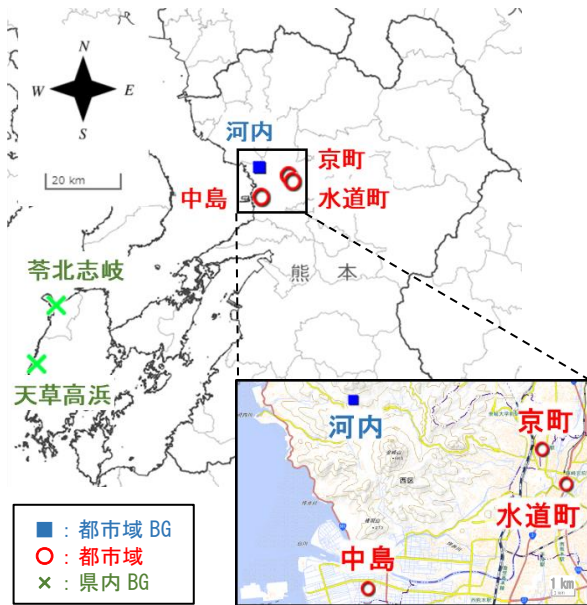 N
W
E
S
20 km
河内
京町
中島
水道町
熊 本
苓北志岐
天草高浜
京町
河内
西区
水道町
中島
1 km
■ : 都市域 BG
○ : 都市域
× : 県内 BG